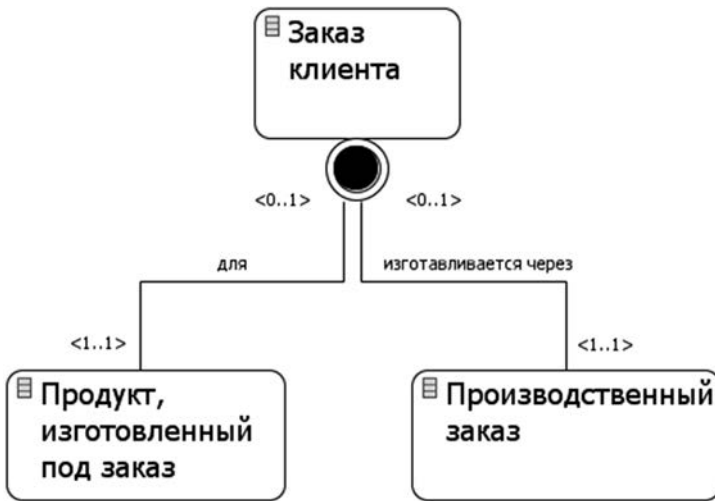 Заказ
клиента
<0..1>
<0..1>
для
изготавливается через
<1..1>
<1..1>
Продукт,
изготовленный
под заказ
Производственный
заказ